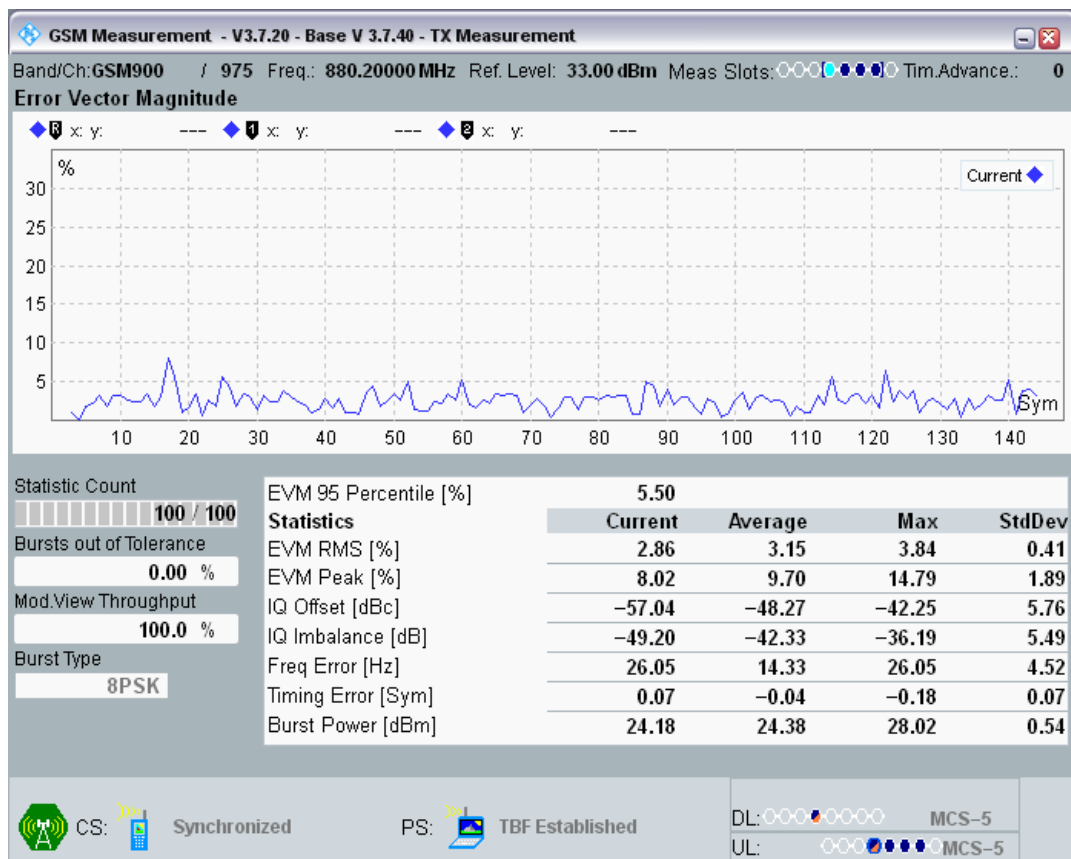 GSM Measurement - V3.7.20 - Base V 3.7.40 - TX Measurement
Band/Ch:GSM900 / 975 Freq.: 880.20000 MHz Ref. Level: 33.00 dBm Meas Slots: Tim.Advance.: 0
Error Vector Magnitude
R x: y: --- 1 x: y: --- 2 x: y: ---
%
Current
30
25
20
15
10
5
Sym
10 20 30 40 50 60 70 80 90 100 110 120 130 140
Statistic Count
100 / 100
Bursts out of Tolerance
0.00 %
Mod.View Throughput
100.0 %
Burst Type
8PSK
EVM 95 Percentile [%] 5.50
Statistics Current Average Max StdDev
EVM RMS [%] 2.86 3.15 3.84 0.41
EVM Peak [%] 8.02 9.70 14.79 1.89
IQ Offset [dBc] −57.04 −48.27 −42.25 5.76
IQ Imbalance [dB] −49.20 −42.33 −36.19 5.49
Freq Error [Hz] 26.05 14.33 26.05 4.52
Timing Error [Sym] 0.07 −0.04 −0.18 0.07
Burst Power [dBm] 24.18 24.38 28.02 0.54
CS: Synchronized PS: TBF Established
DL: MCS−5
UL: MCS−5